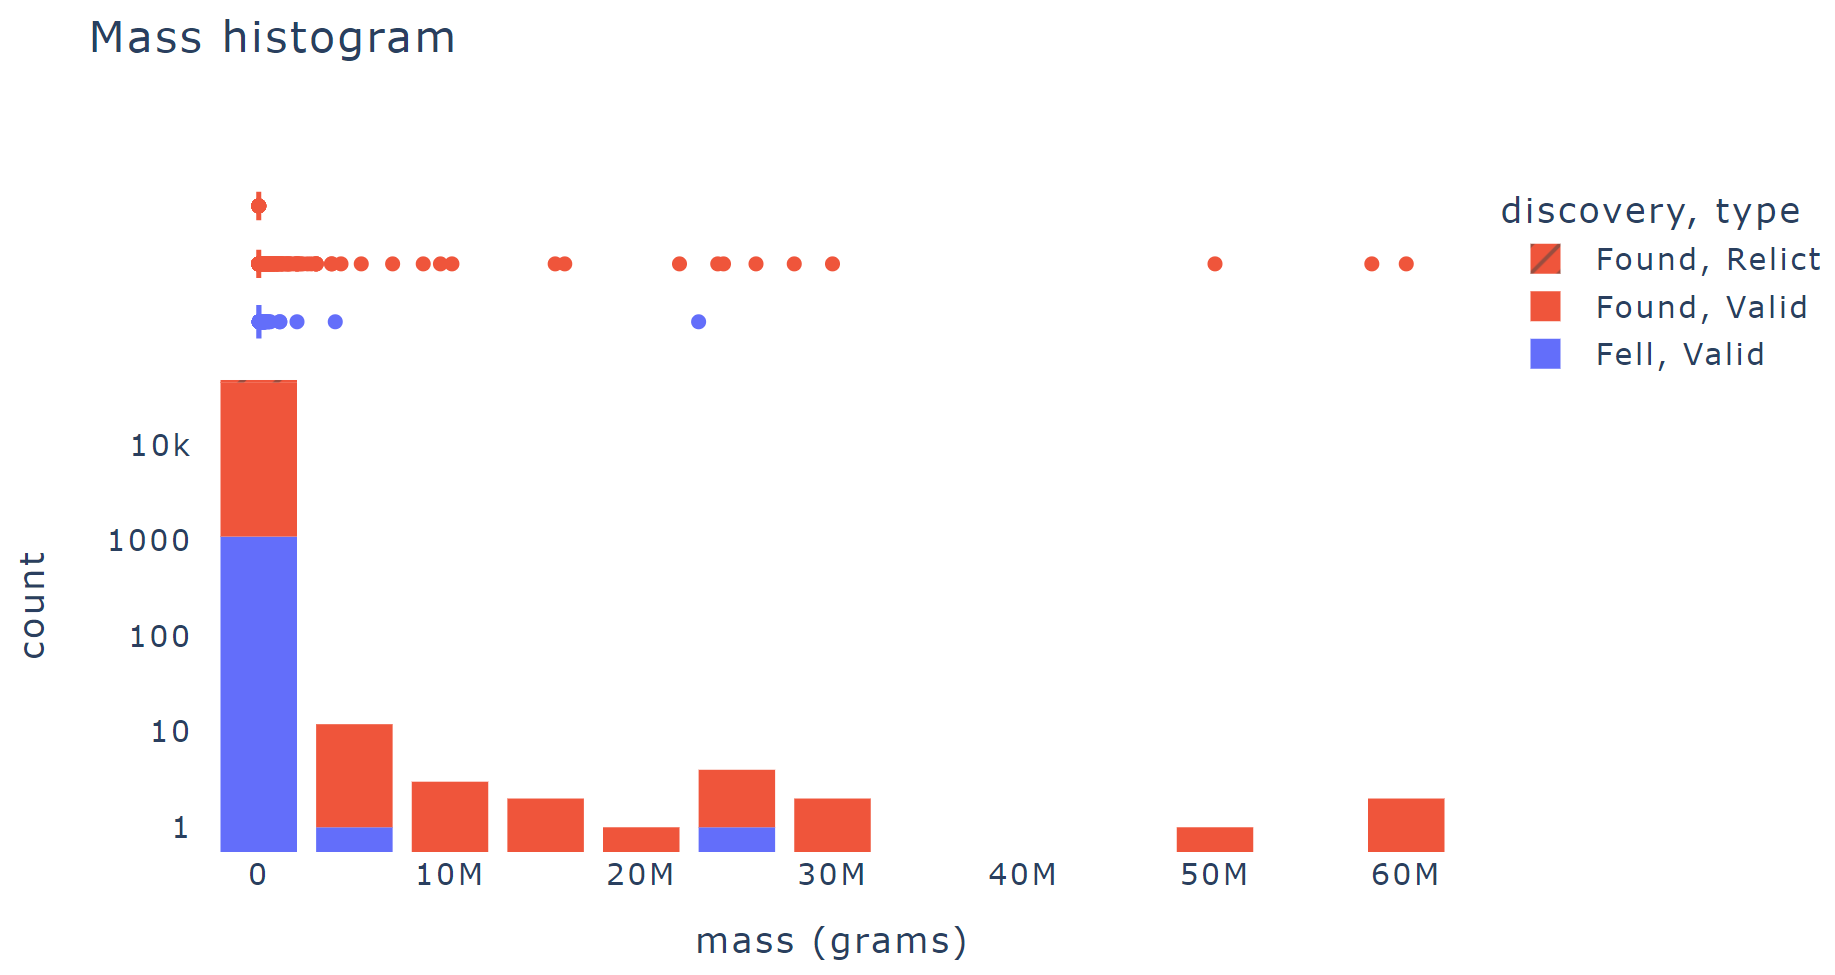 Mass histogram
discovery, type
Found, Relict
Found, Valid
Fell, Valid
10k
1000
100
10
1
count
0 10M 20M 30M 40M 50M 60M
mass (grams)